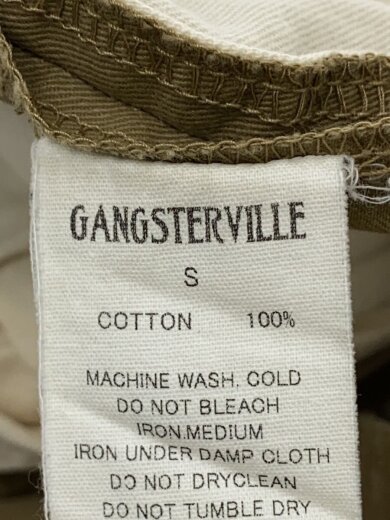 GANGSTERVILLE
S
COTTON 100%
MACHINE WASH. COLD
DO NOT BLEACH
IRON.MEDIUM
IRON UNDER DAMP CLOTH
DO NOT DRYCLEAN
DO NOT TUMBLE DRY